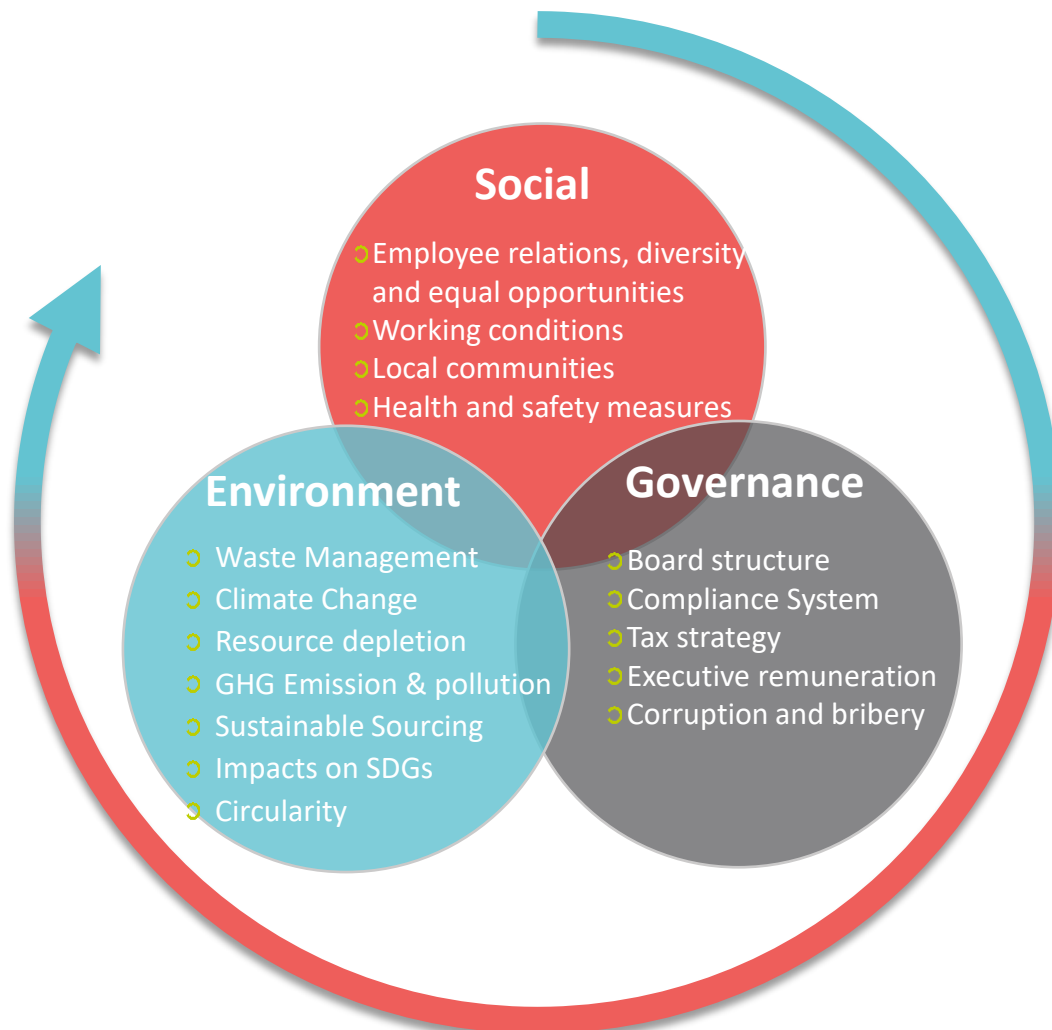 Social
Employee relations, diversity
and equal opportunities
Working conditions
Local communities
Health and safety measures
Environment
Waste Management
Climate Change
Resource depletion
GHG Emission & pollution
Sustainable Sourcing
Impacts on SDGs
Circularity
Governance
Board structure
Compliance System
Tax strategy
Executive remuneration
Corruption and bribery